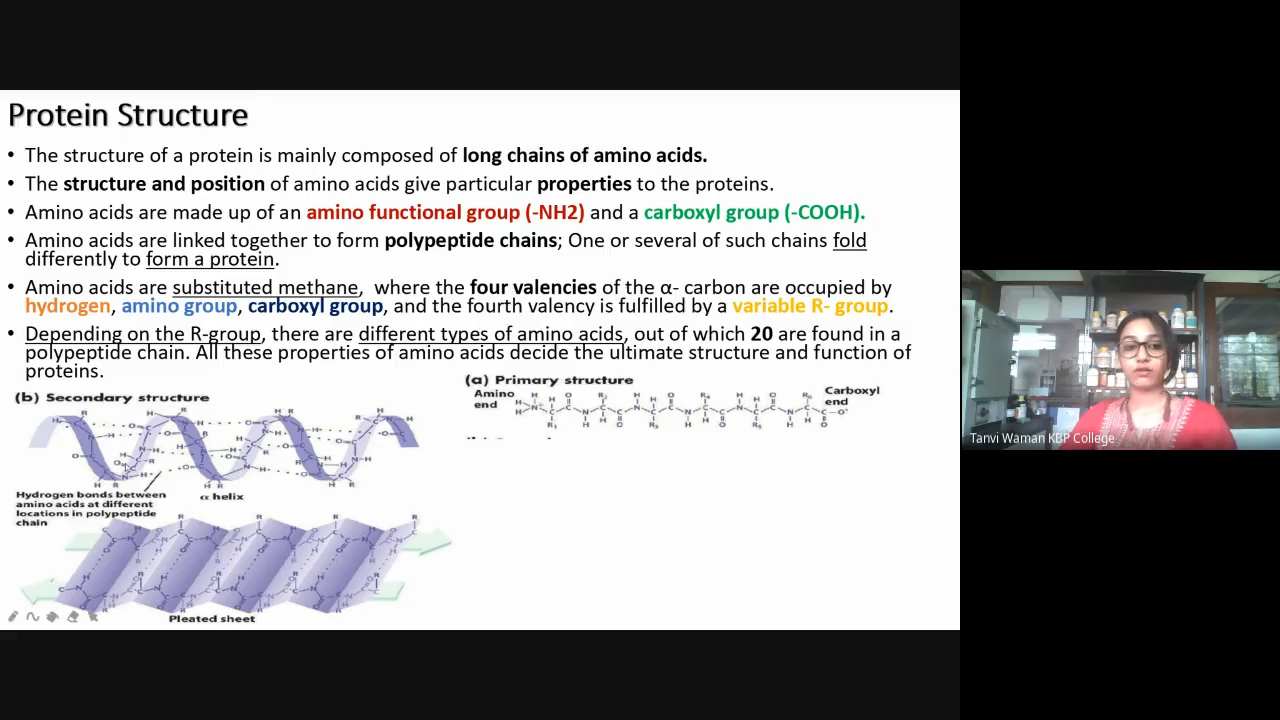 Protein Structure
• The structure of a protein is mainly composed of long chains of amino acids.
• The structure and position of amino acids give particular properties to the proteins.
• Amino acids are made up of an amino functional group (-NH2) and a carboxyl group (-COOH).
• Amino acids are linked together to form polypeptide chains; One or several of such chains fold
differently to form a protein.
• Amino acids are substituted methane, where the four valencies of the α- carbon are occupied by
hydrogen, amino group, carboxyl group, and the fourth valency is fulfilled by a variable R- group.
• Depending on the R-group, there are different types of amino acids, out of which 20 are found in a
polypeptide chain. All these properties of amino acids decide the ultimate structure and function of
proteins.
(a) Primary structure
Amino
end
Carboxyl
end
(b) Secondary structure
Hydrogen bonds between
amino acids at different
locations in polypeptide
chain
α helix
Pleated sheet
Tanvi Waman KBP College